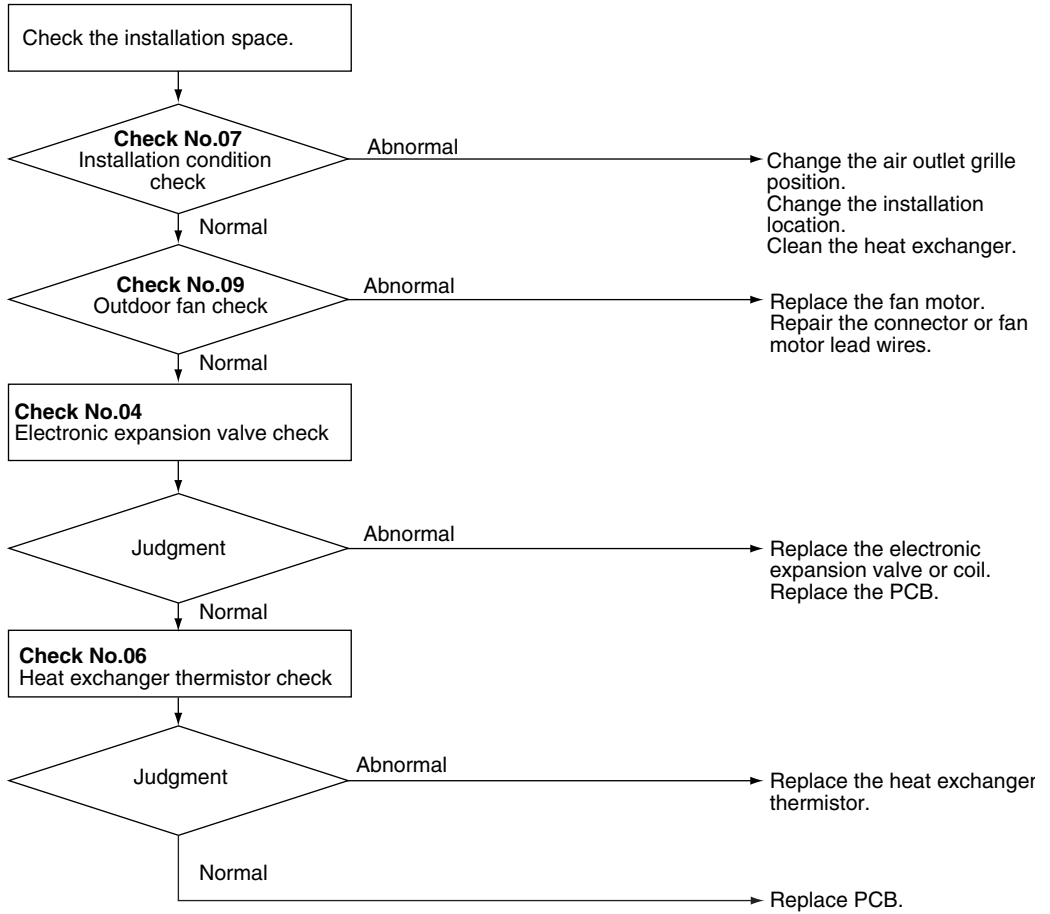 Check the installation space.
Check No.07
Installation condition
check
Abnormal
Change the air outlet grille
position.
Change the installation
location.
Clean the heat exchanger.
Normal
Check No.09
Outdoor fan check
Abnormal
Replace the fan motor.
Repair the connector or fan
motor lead wires.
Normal
Check No.04
Electronic expansion valve check
Judgment
Abnormal
Replace the electronic
expansion valve or coil.
Replace the PCB.
Normal
Check No.06
Heat exchanger thermistor check
Judgment
Abnormal
Replace the heat exchanger
thermistor.
Normal
Replace PCB.